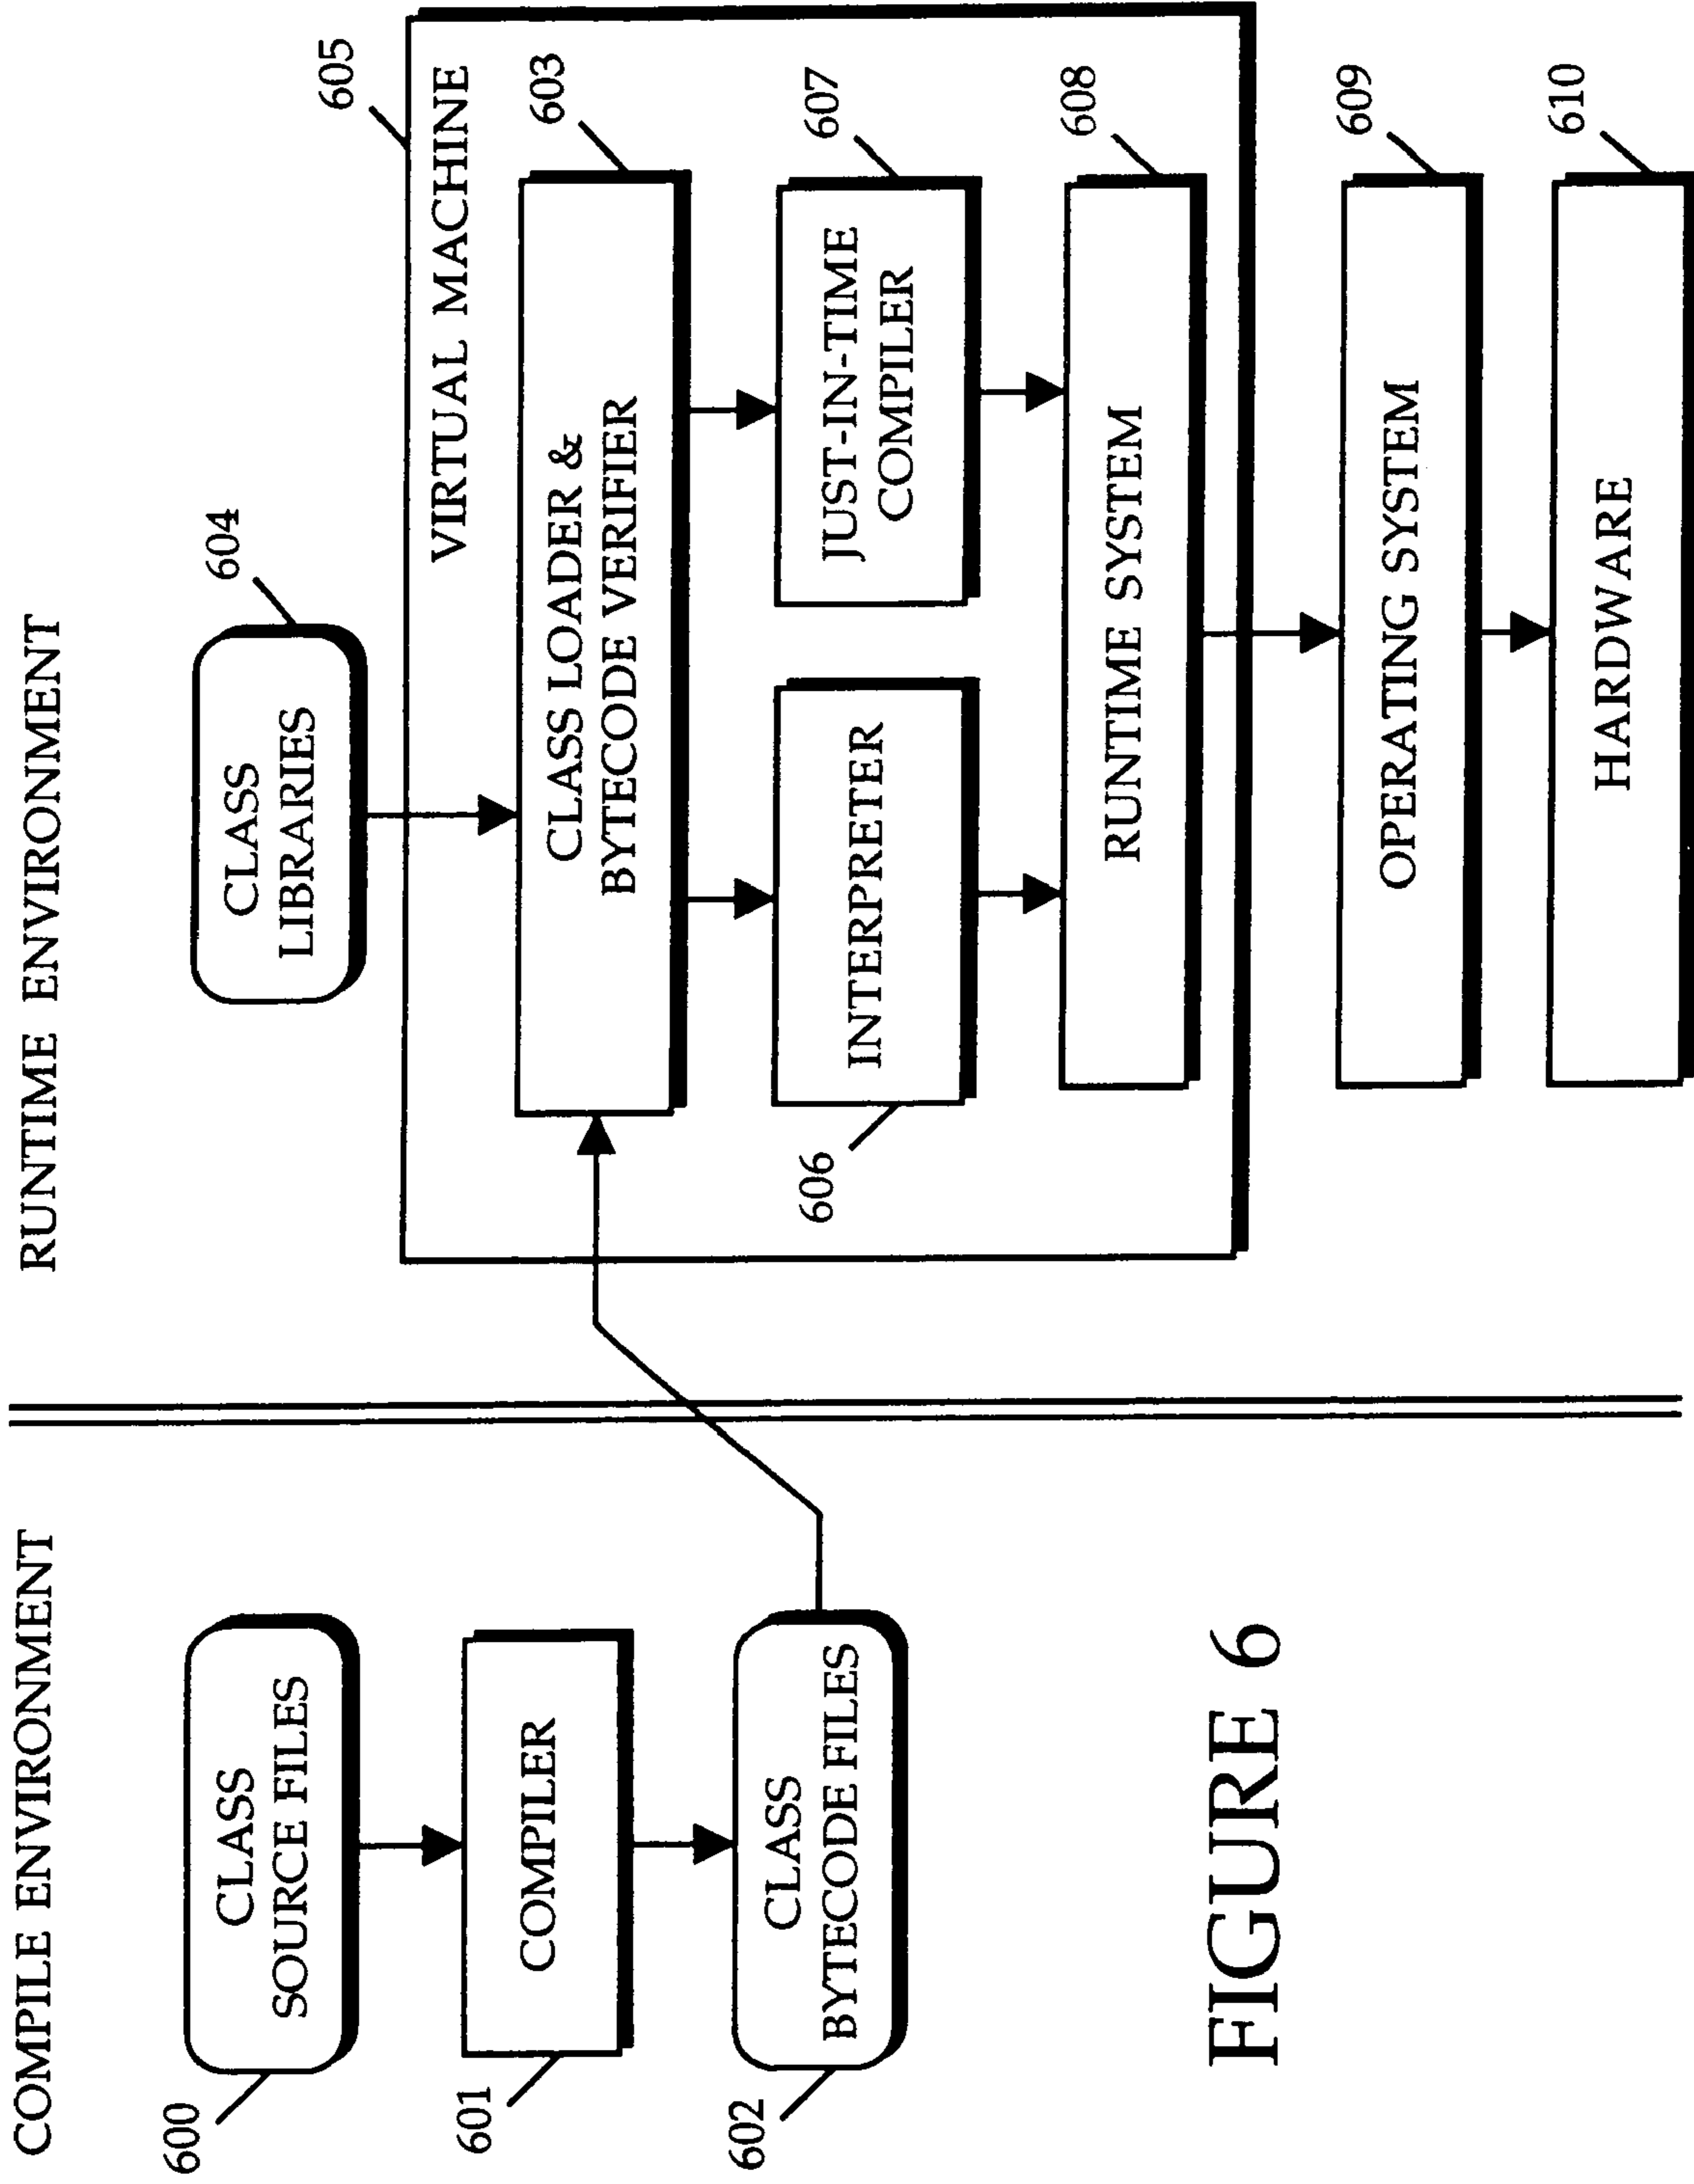 COMPILE ENVIRONMENT
600
CLASS
SOURCE FILES
601
COMPILER
602
CLASS
BYTECODE FILES
RUNTIME ENVIRONMENT
604
CLASS
LIBRARIES
605
VIRTUAL MACHINE
603
CLASS LOADER &
BYTECODE VERIFIER
606
INTERPRETER
607
JUST-IN-TIME
COMPILER
608
RUNTIME SYSTEM
609
OPERATING SYSTEM
610
HARDWARE
FIGURE 6